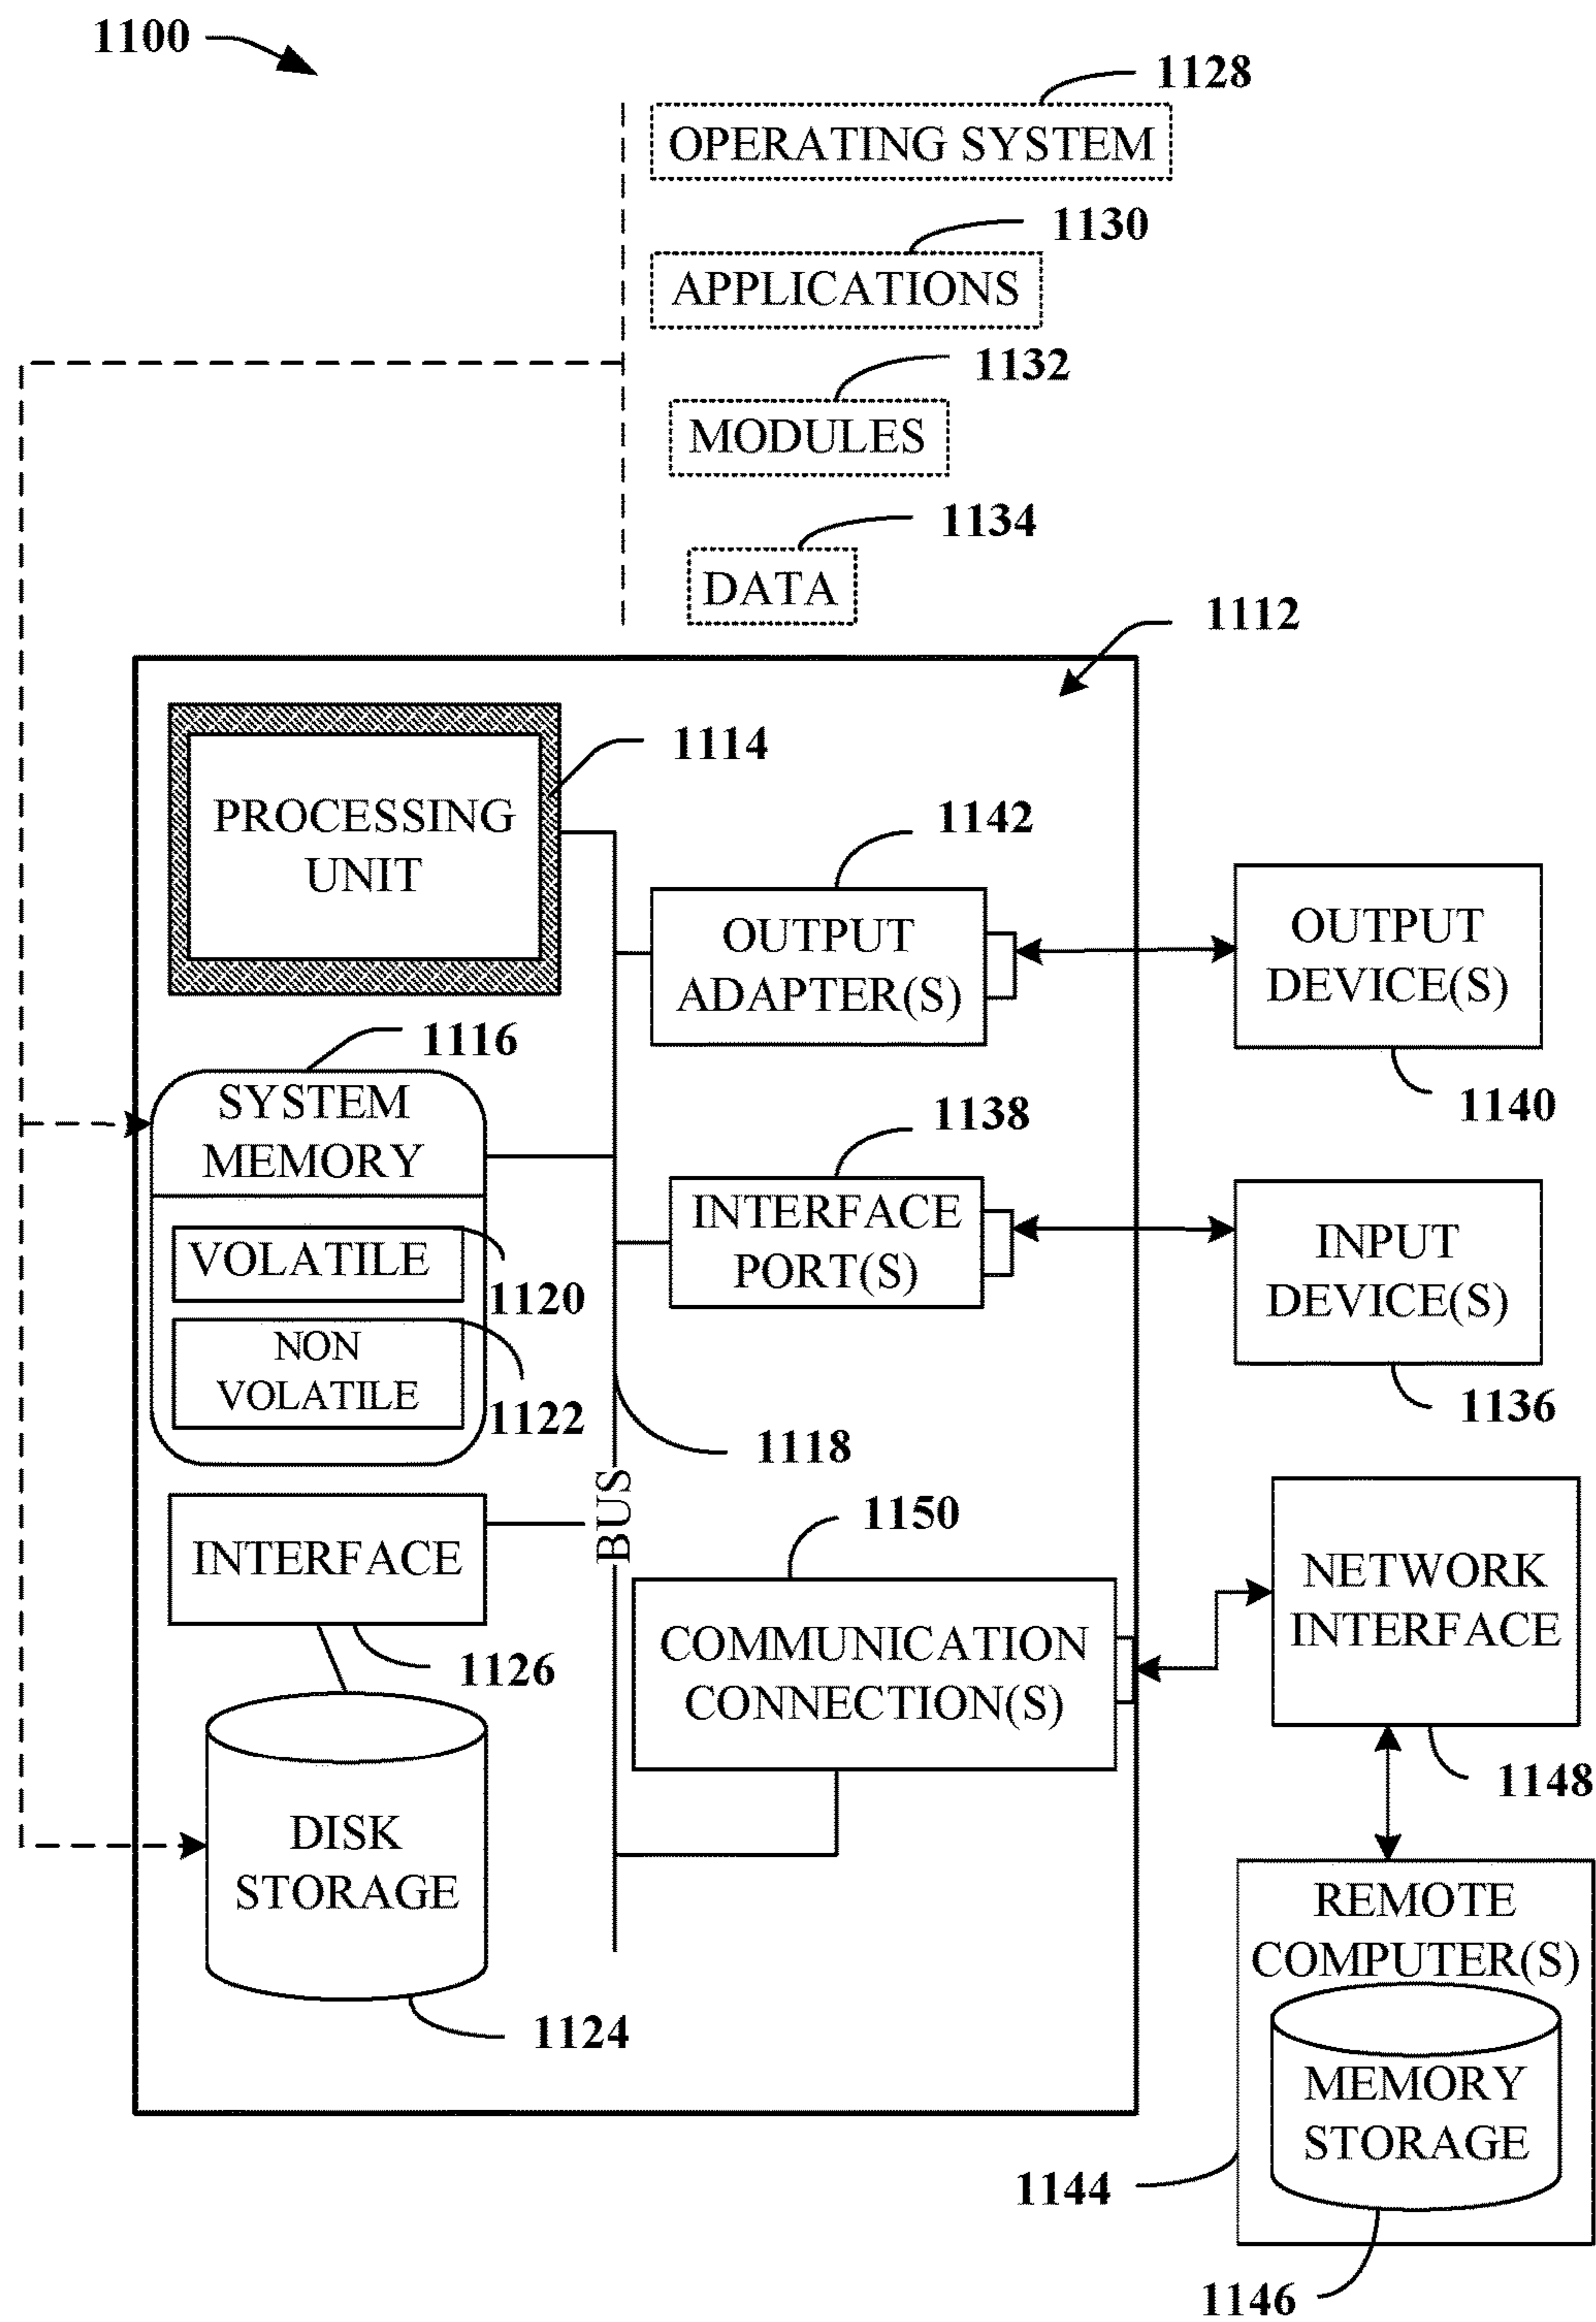 1100
1128
OPERATING SYSTEM
1130
APPLICATIONS
1132
MODULES
1134
DATA
1112
1114
PROCESSING
UNIT
1142
OUTPUT
ADAPTER(S)
OUTPUT
DEVICE(S)
1140
1116
SYSTEM
MEMORY
VOLATILE
1120
NON
VOLATILE
1122
1138
INTERFACE
PORT(S)
INPUT
DEVICE(S)
1136
1118
BUS
INTERFACE
1126
1150
COMMUNICATION
CONNECTION(S)
NETWORK
INTERFACE
1148
DISK
STORAGE
1124
REMOTE
COMPUTER(S)
MEMORY
STORAGE
1144
1146